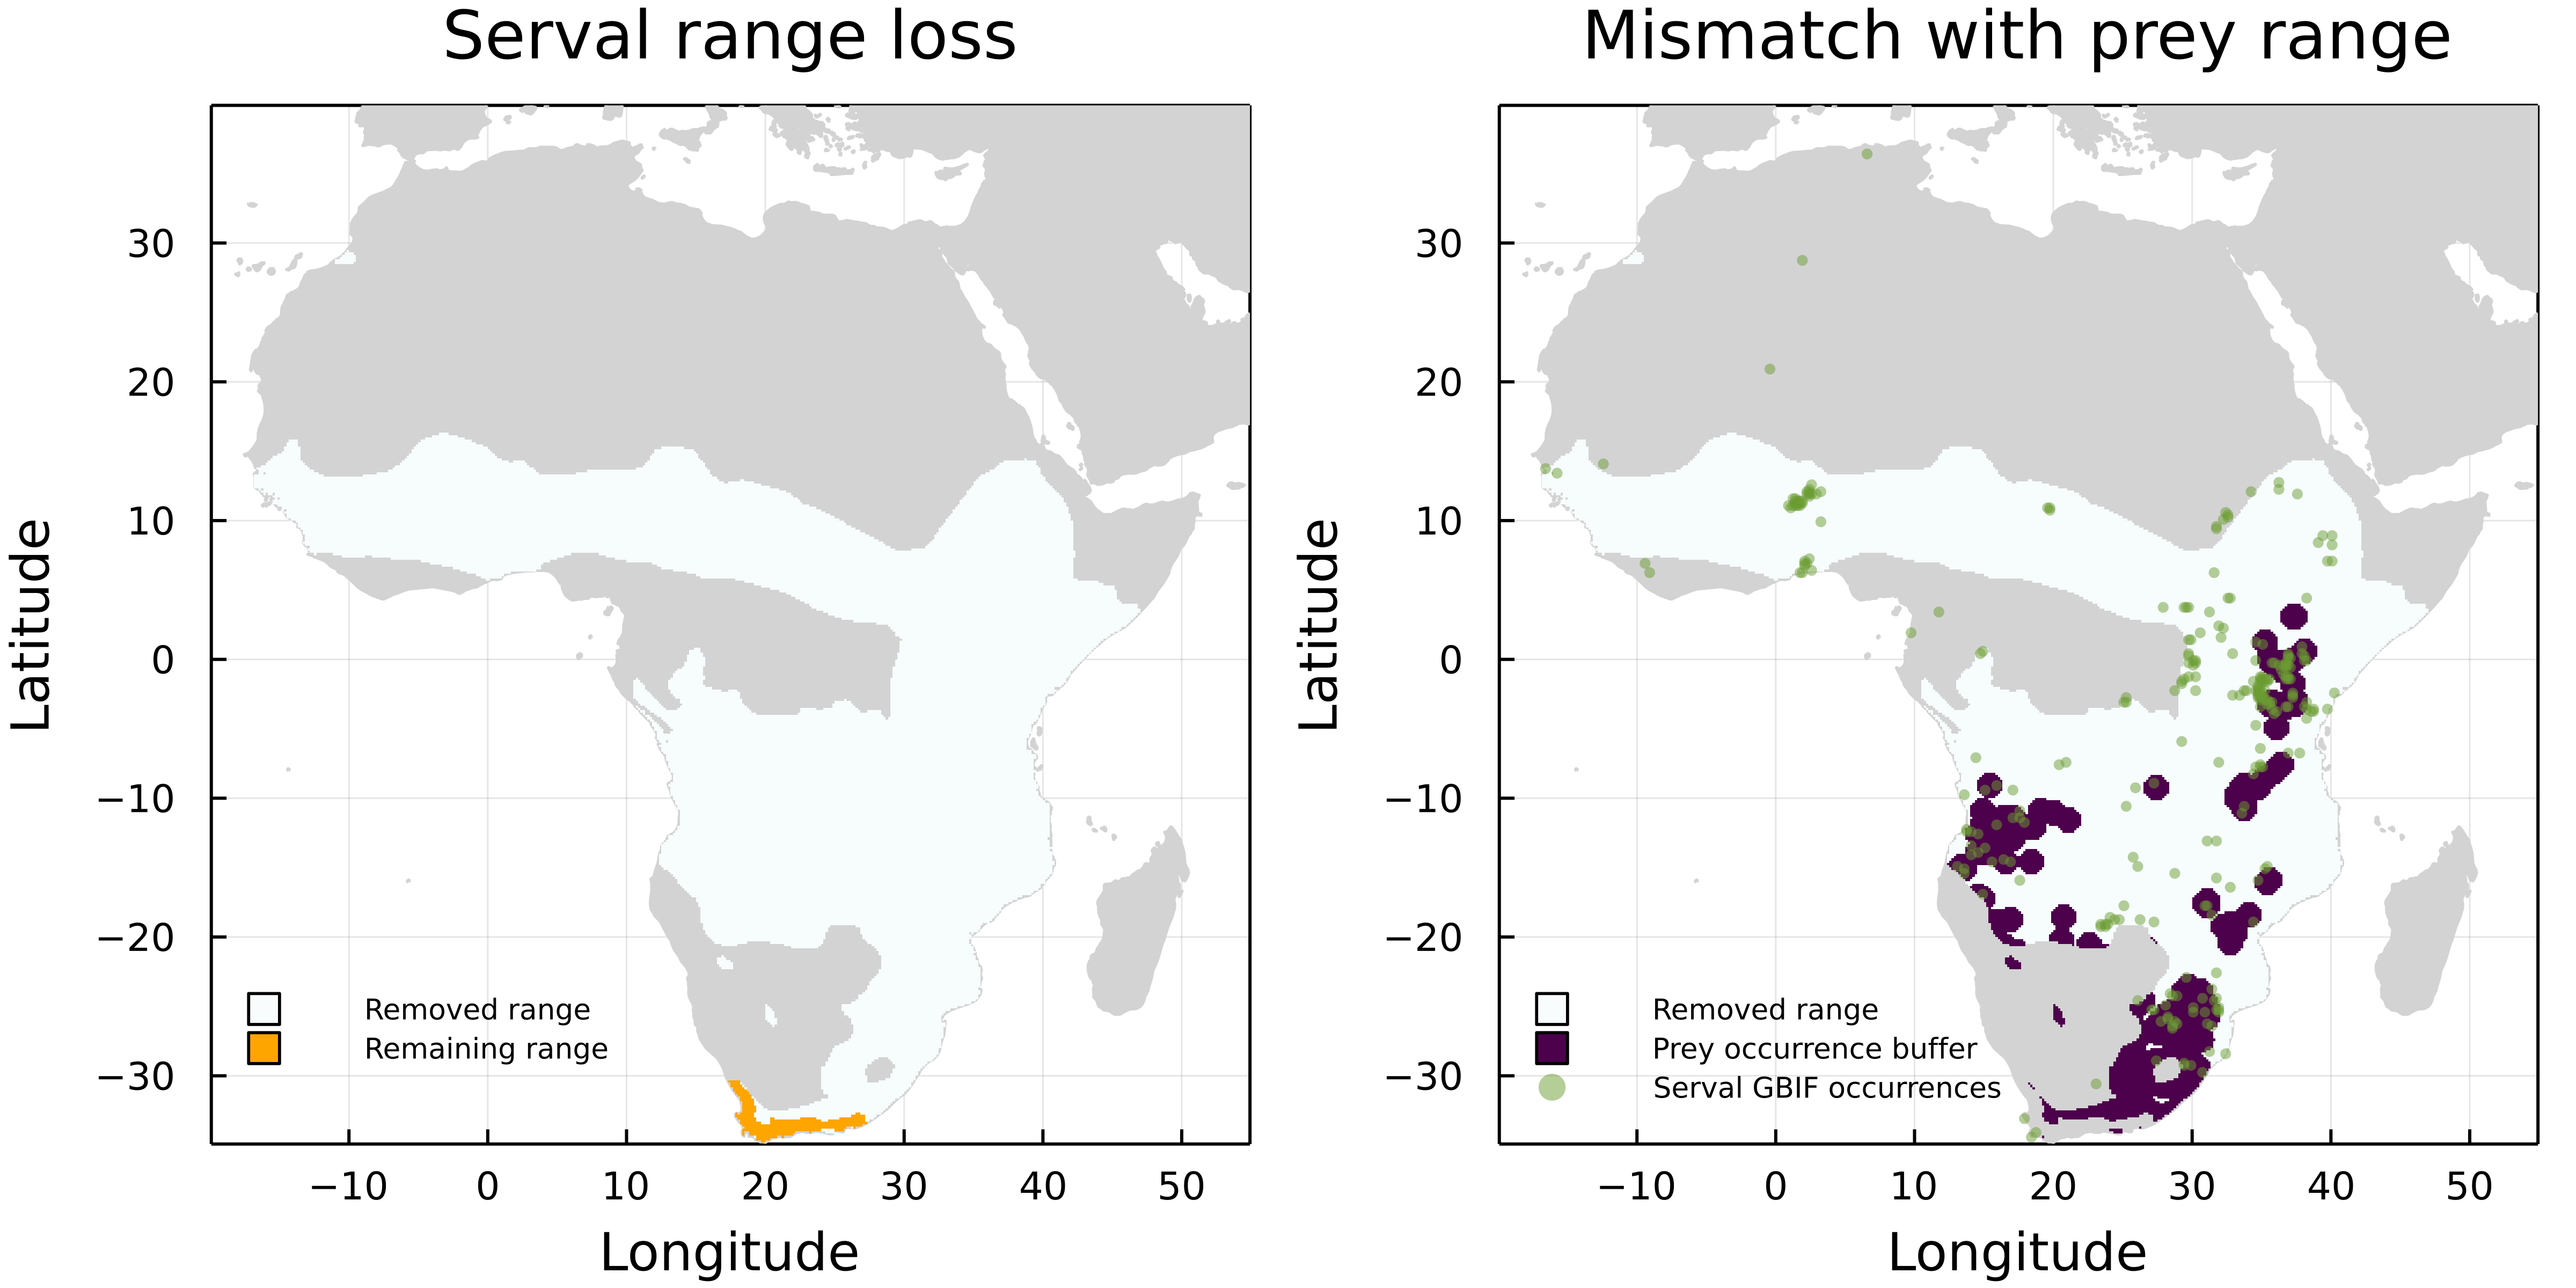 Serval range loss
Mismatch with prey range
Latitude
30
20
10
0
−10
−20
−30
Removed range
Remaining range
−10 0 10 20 30 40 50
Longitude
Latitude
30
20
10
0
−10
−20
−30
Removed range
Prey occurrence buffer
Serval GBIF occurrences
−10 0 10 20 30 40 50
Longitude